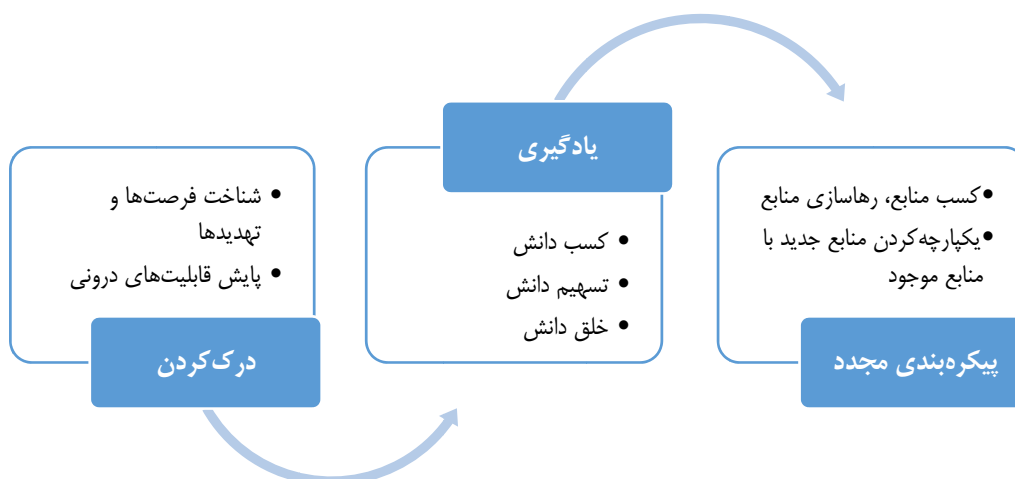 درک‌کردن
• شناخت فرصت‌ها و
تهدیدها
• پایش قابلیت‌های درونی
یادگیری
• کسب دانش
• تسهیم دانش
• خلق دانش
پیکره‌بندی مجدد
• کسب منابع، رهاسازی منابع
• یکپارچه‌کردن منابع جدید با
منابع موجود